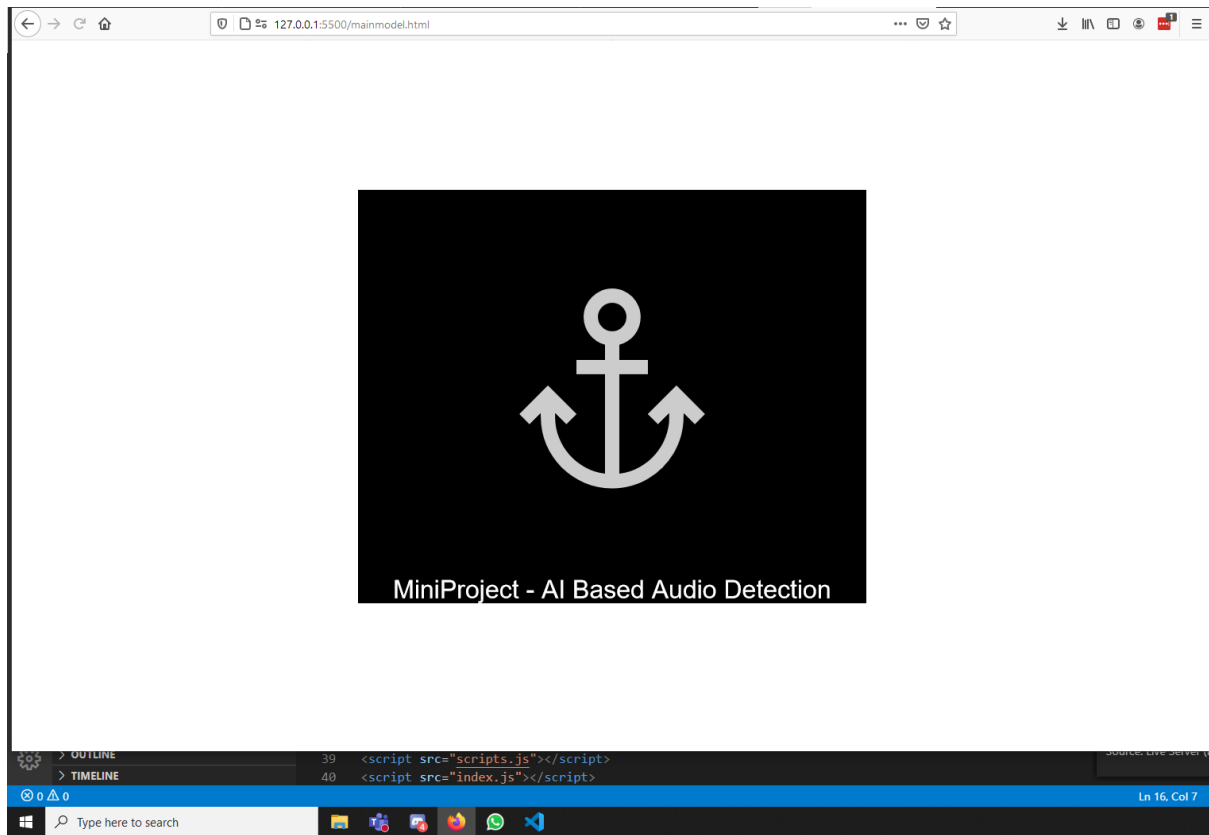 127.0.0.1:5500/mainmodel.html
1
MiniProject - AI Based Audio Detection
> OUTLINE
39 <script src="scripts.js"></script>
Source: Live Server (
> TIMELINE
40 <script src="index.js"></script>
0 0
Ln 16, Col 7
Type here to search
4